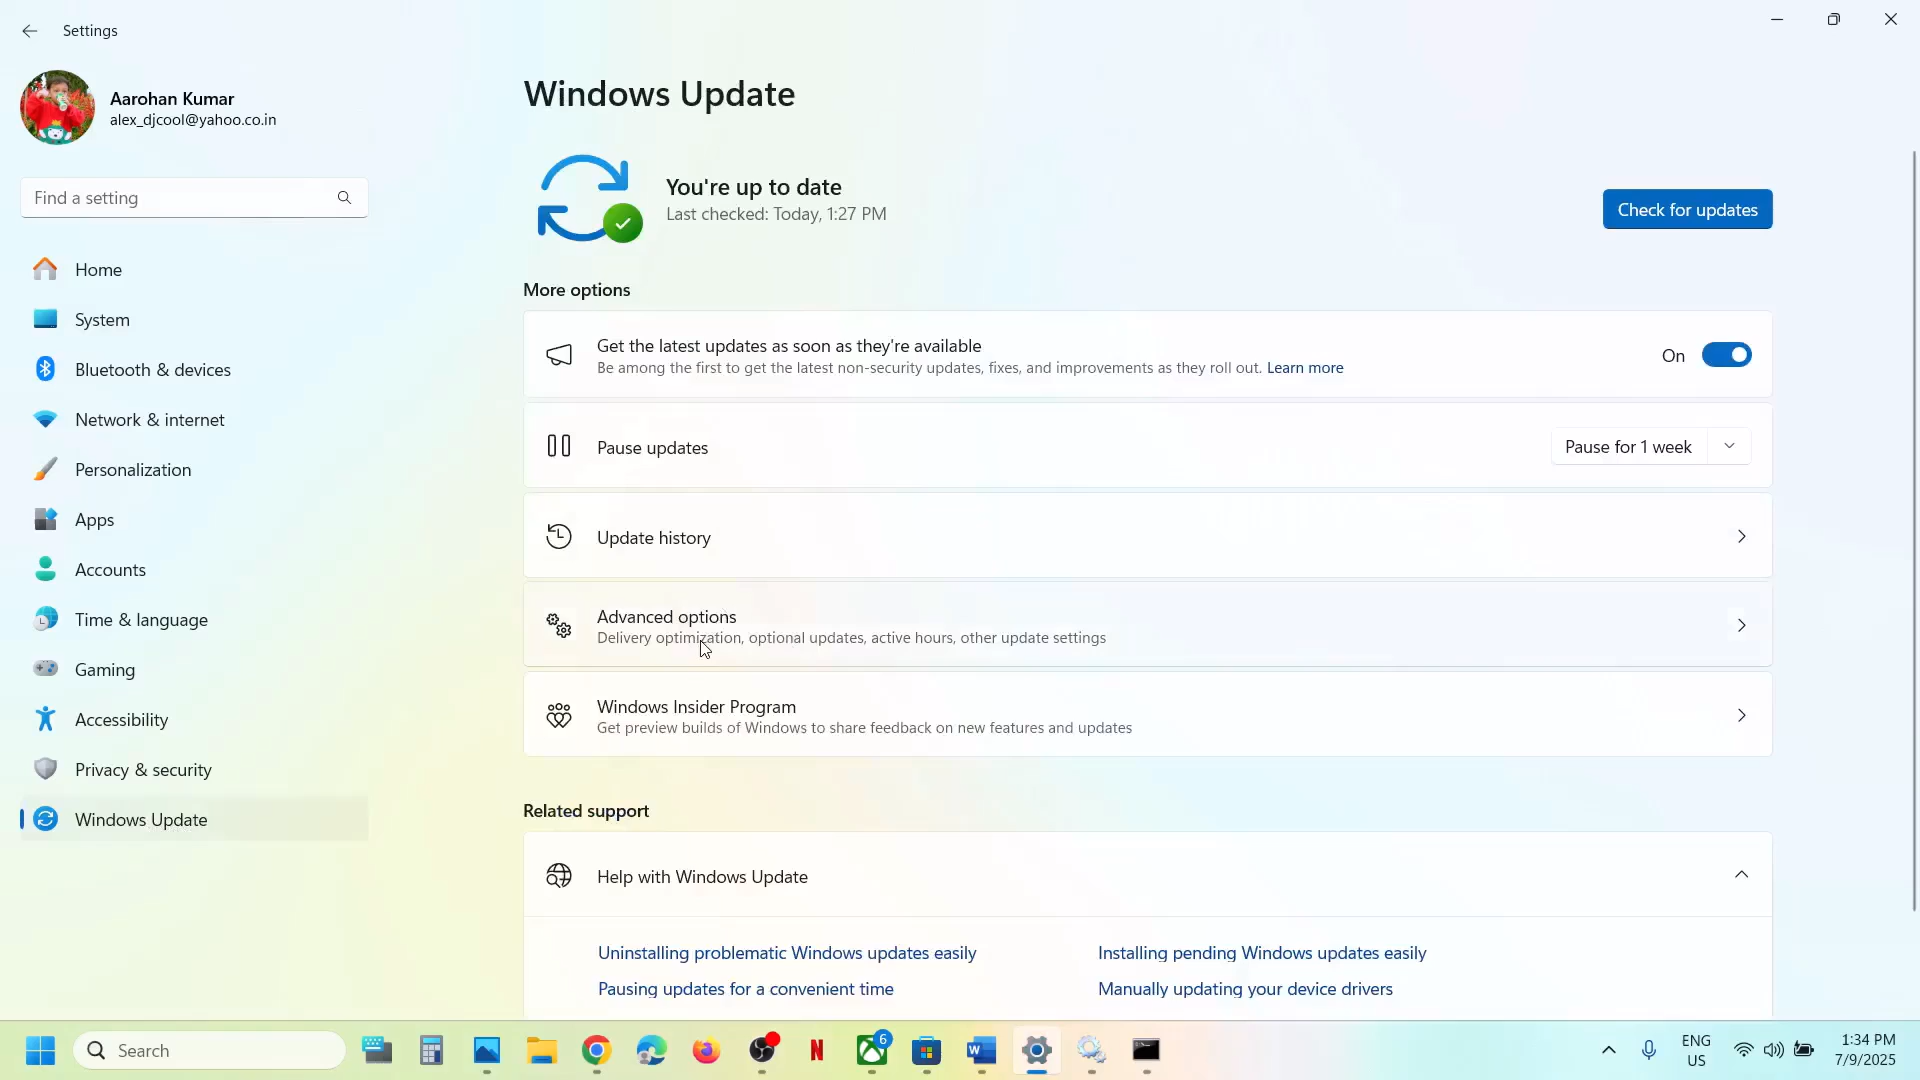 Settings
Aarohan Kumar
alex_djcool@yahoo.co.in
Find a setting
Home
System
Bluetooth & devices
Network & internet
Personalization
Apps
Accounts
Time & language
Gaming
Accessibility
Privacy & security
Windows Update
Windows Update
You're up to date
Last checked: Today, 1:27 PM
Check for updates
More options
Get the latest updates as soon as they're available
Be among the first to get the latest non-security updates, fixes, and improvements as they roll out. Learn more
On
Pause updates
Pause for 1 week
Update history
Advanced options
Delivery optimization, optional updates, active hours, other update settings
Windows Insider Program
Get preview builds of Windows to share feedback on new features and updates
Related support
Help with Windows Update
Uninstalling problematic Windows updates easily
Installing pending Windows updates easily
Pausing updates for a convenient time
Manually updating your device drivers
Search
N
6
W
ENG
US
1:34 PM
7/9/2025